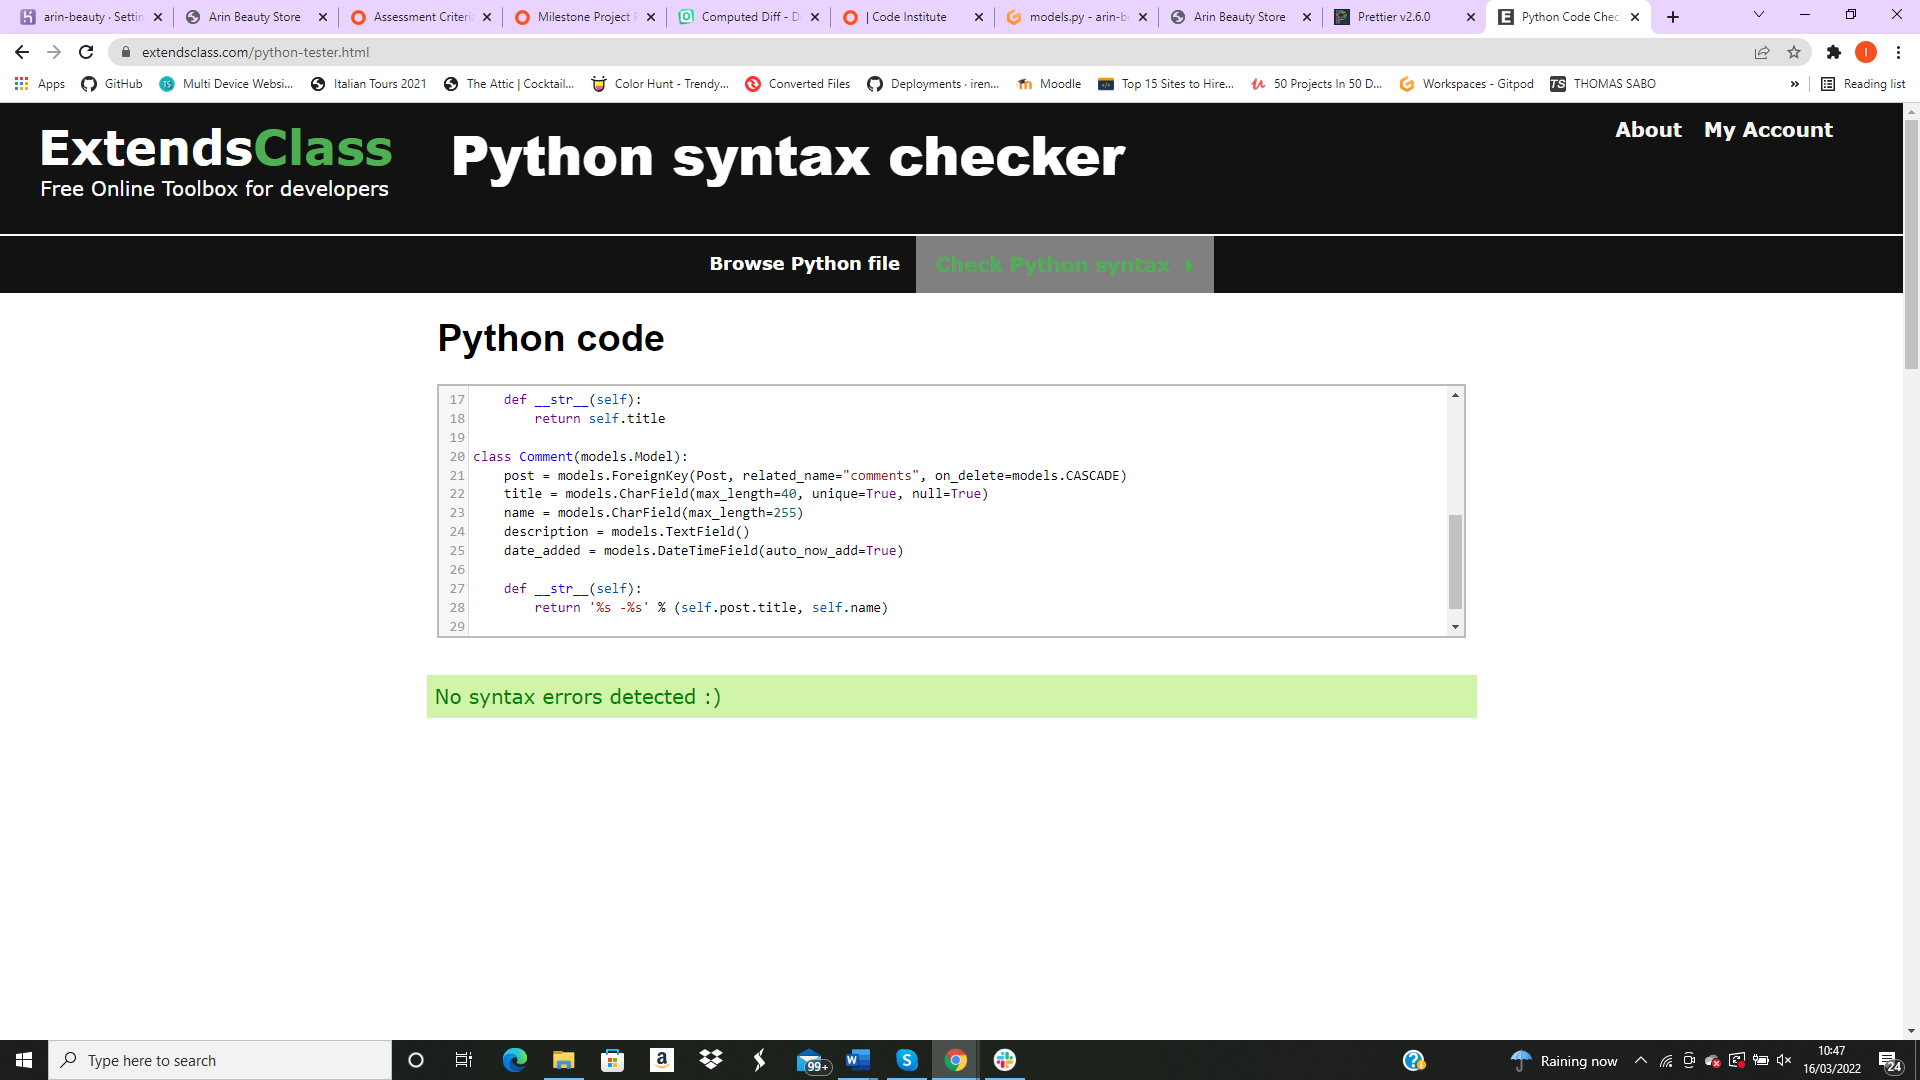 arin-beauty · Settin
Arin Beauty Store
Assessment Criteria
Milestone Project
Computed Diff - D
| Code Institute
models.py - arin-b
Arin Beauty Store
Prettier v2.6.0
Python Code Chec
extendsclass.com/python-tester.html
I
Apps
GitHub
TS
Multi Device Websi...
Italian Tours 2021
The Attic | Cocktail...
Color Hunt - Trendy...
Converted Files
Deployments · iren...
Moodle
Top 15 Sites to Hire...
50 Projects In 50 D...
Workspaces - Gitpod
TS
THOMAS SABO
»
Reading list
ExtendsClass
Free Online Toolbox for developers
Python syntax checker
About
My Account
Browse Python file
Check Python syntax
Python code
17 def __str__(self):
18 return self.title
19
20 class Comment(models.Model):
21 post = models.ForeignKey(Post, related_name="comments", on_delete=models.CASCADE)
22 title = models.CharField(max_length=40, unique=True, null=True)
23 name = models.CharField(max_length=255)
24 description = models.TextField()
25 date_added = models.DateTimeField(auto_now_add=True)
26
27 def __str__(self):
28 return '%s -%s' % (self.post.title, self.name)
29
No syntax errors detected :)
Type here to search
99+
Raining now
10:47
16/03/2022
24